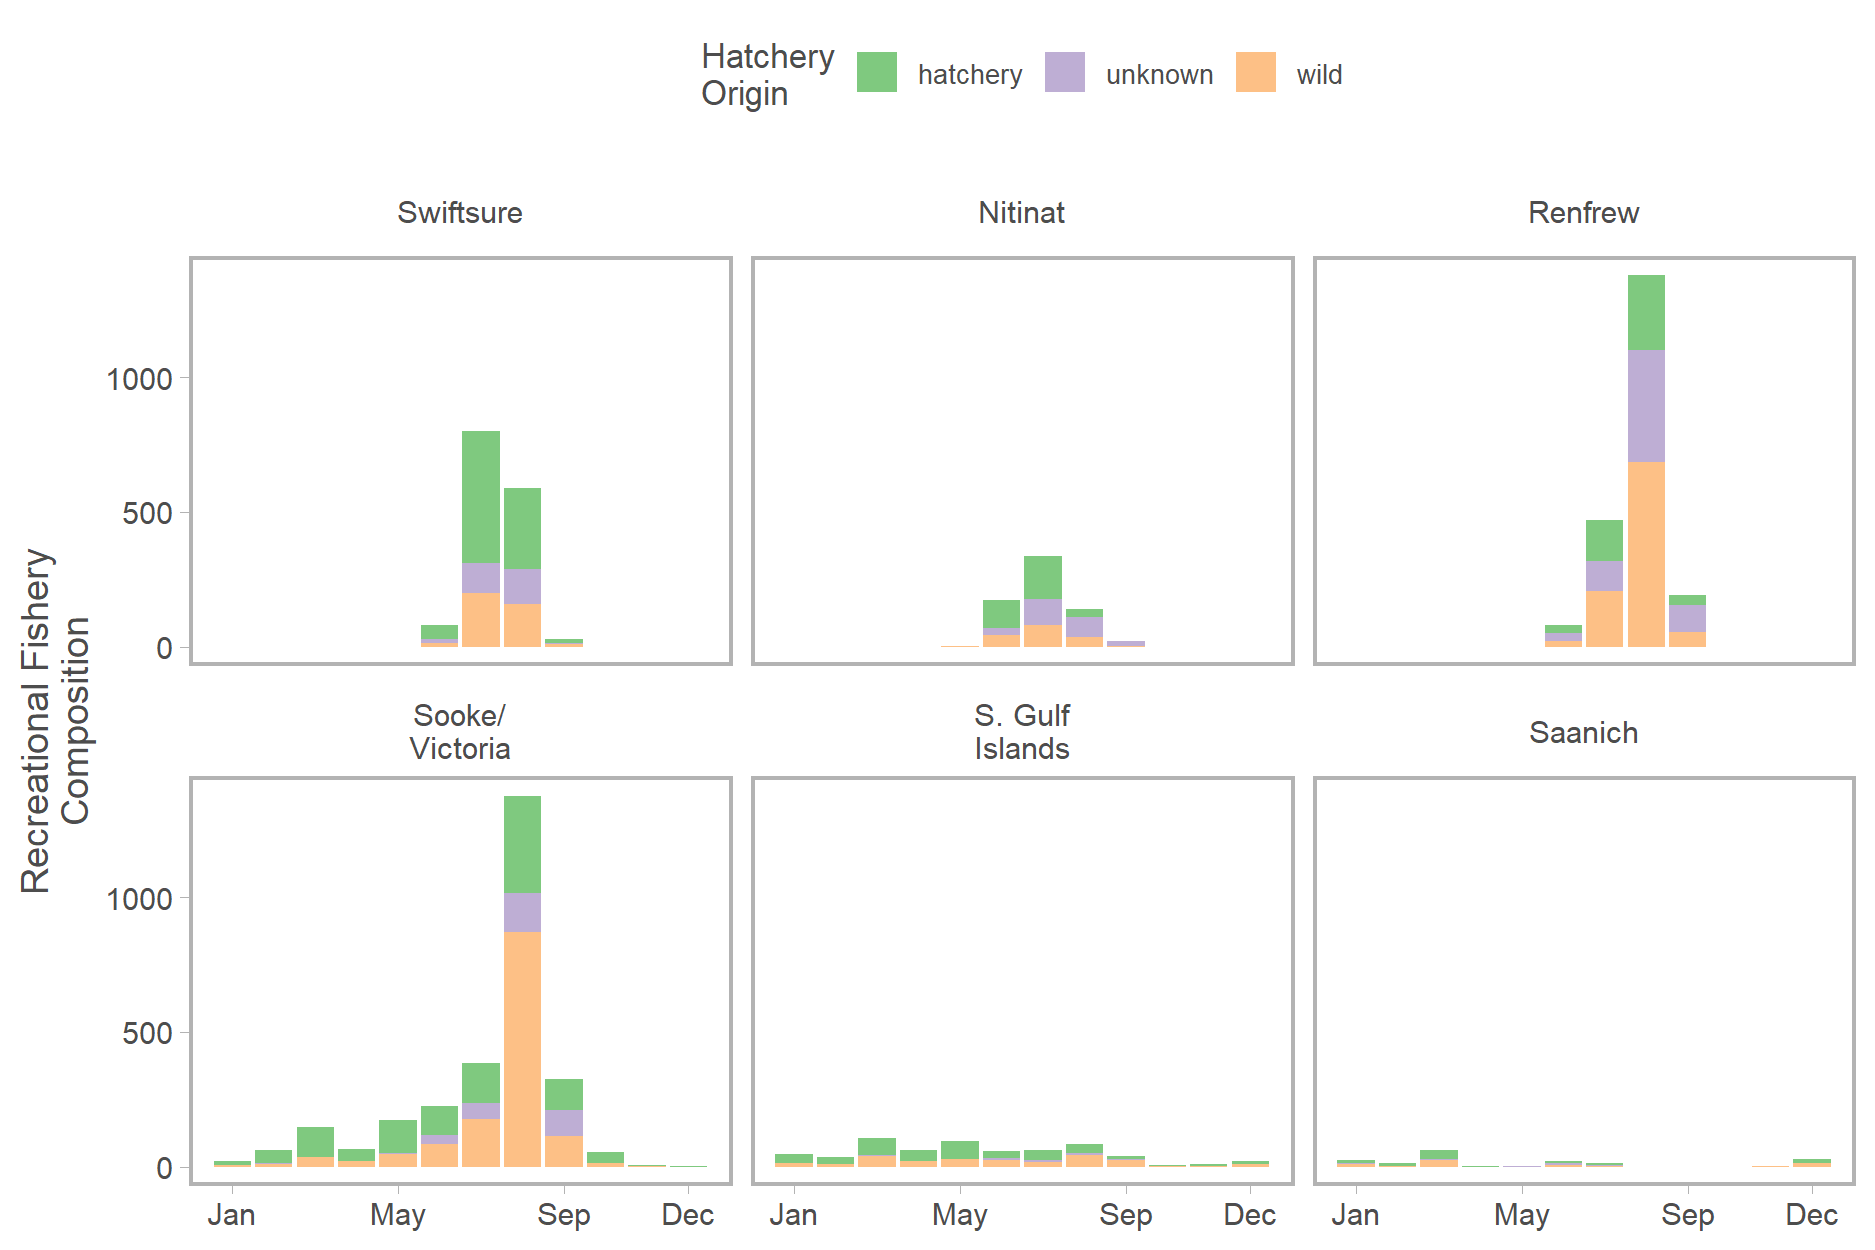 Hatchery
Origin
hatchery
unknown
wild
Swiftsure
Nitinat
Renfrew
1000
500
0
Sooke/
Victoria
S. Gulf
Islands
Saanich
1000
500
0
Recreational Fishery
Composition
Jan
May
Sep
Dec
Jan
May
Sep
Dec
Jan
May
Sep
Dec